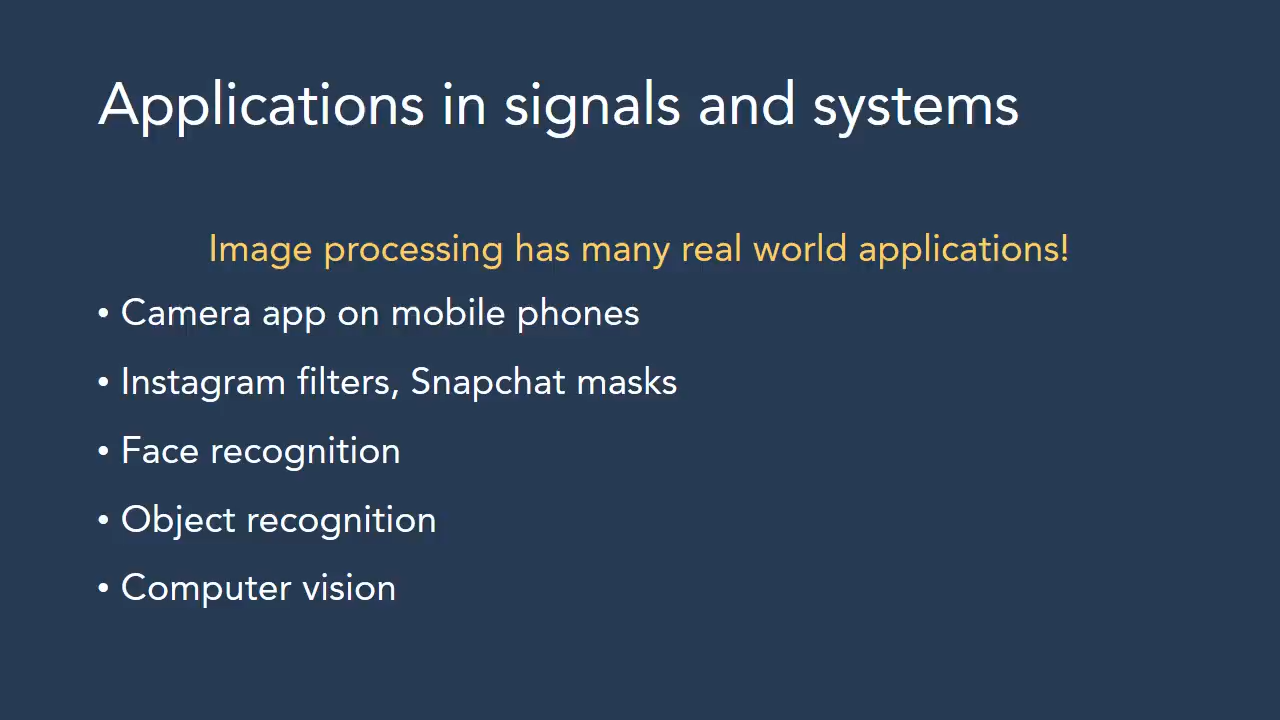 Applications in signals and systems
Image processing has many real world applications!
• Camera app on mobile phones
• Instagram filters, Snapchat masks
• Face recognition
• Object recognition
• Computer vision